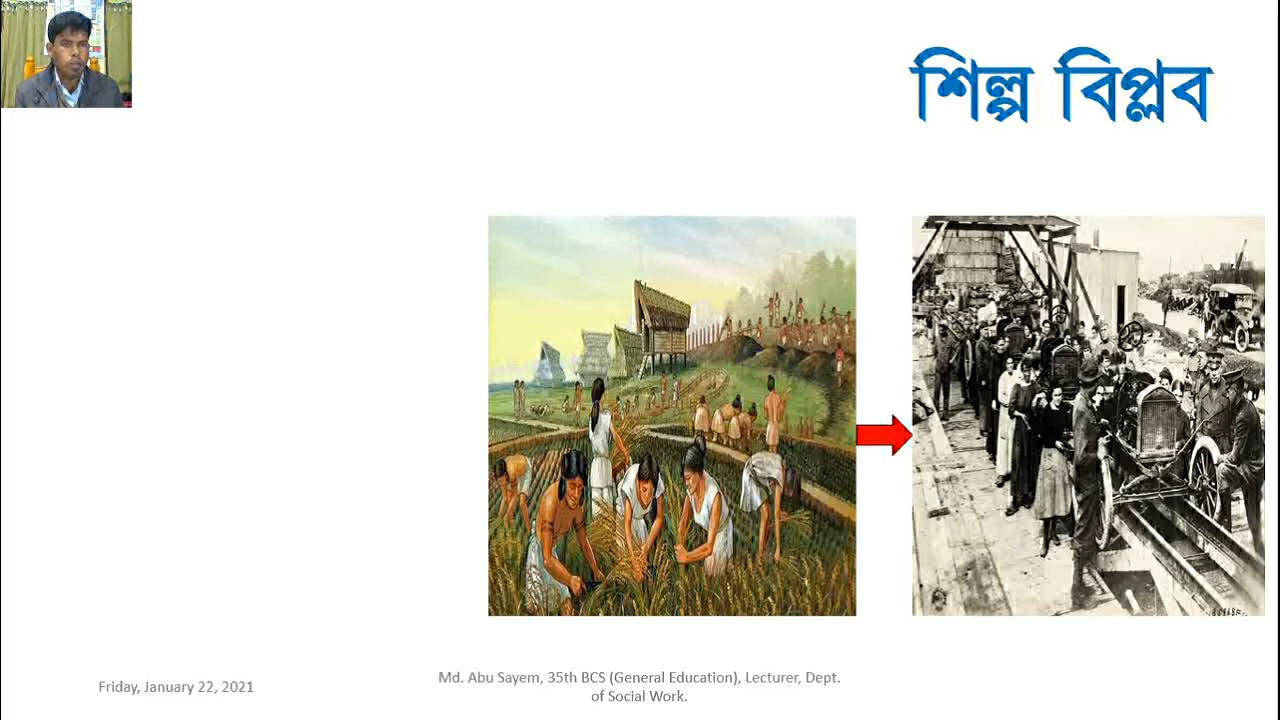 শিল্প বিপ্লব
Friday, January 22, 2021
Md. Abu Sayem, 35th BCS (General Education), Lecturer, Dept.
of Social Work.